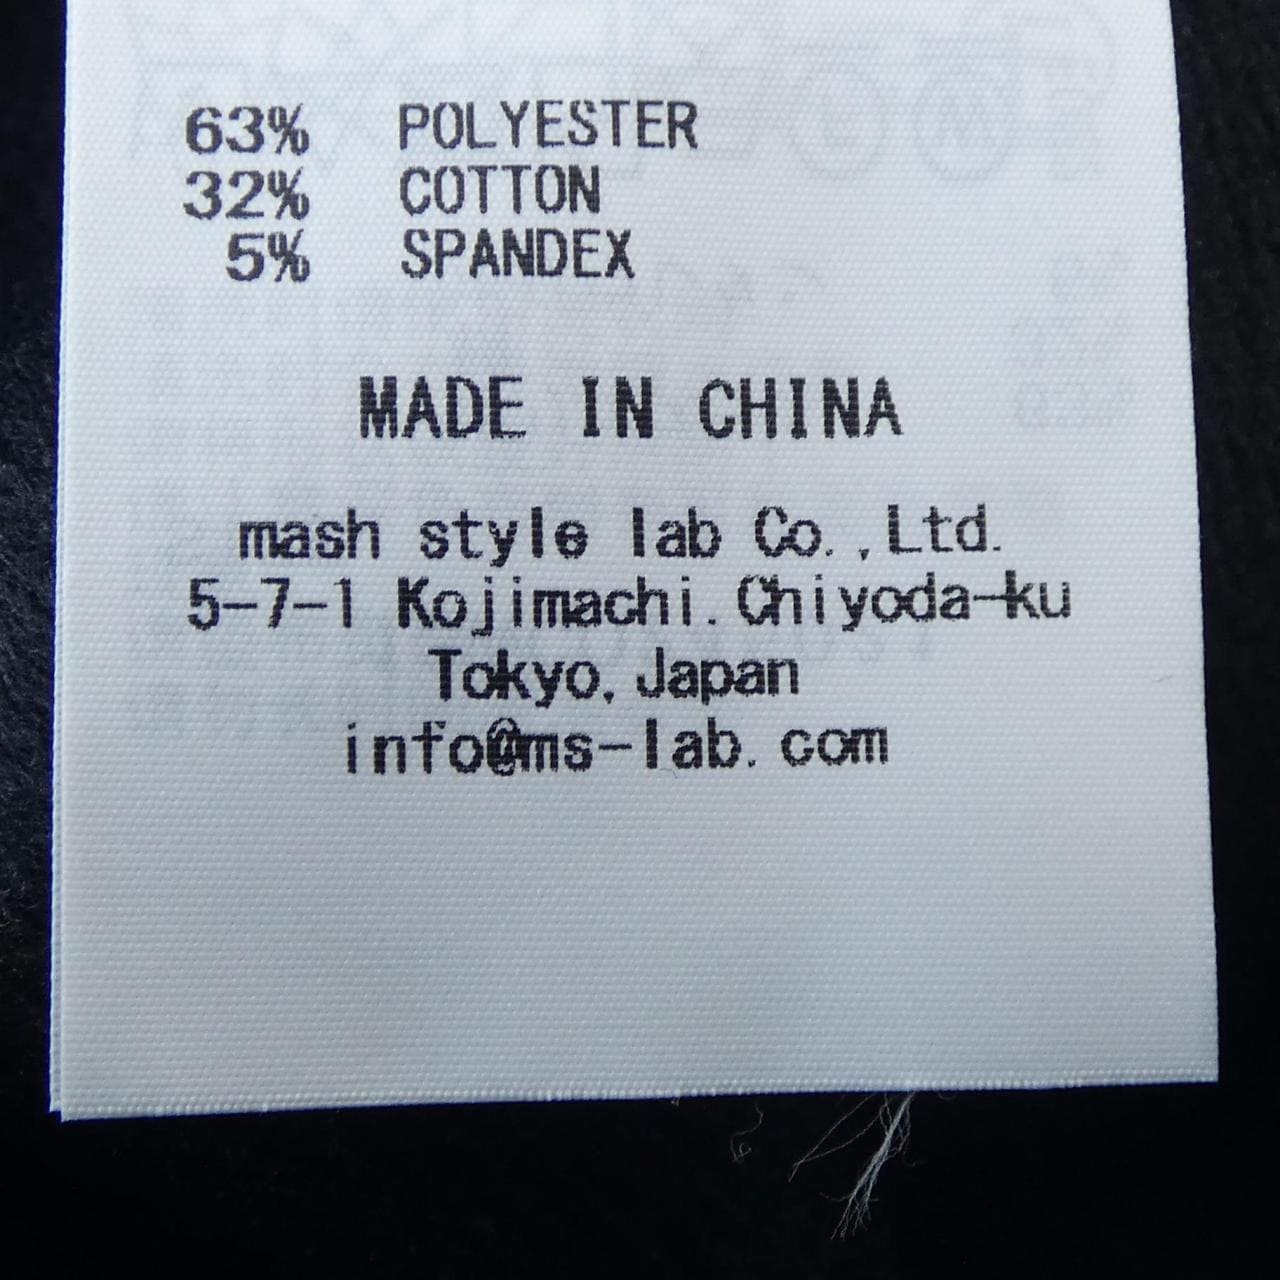 63% POLYESTER
32% COTTON
5% SPANDEX
MADE IN CHINA
mash style lab Co.,Ltd.
5-7-1 Kojimachi.Chiyoda-ku
Tokyo,Japan
info@ms-lab.com